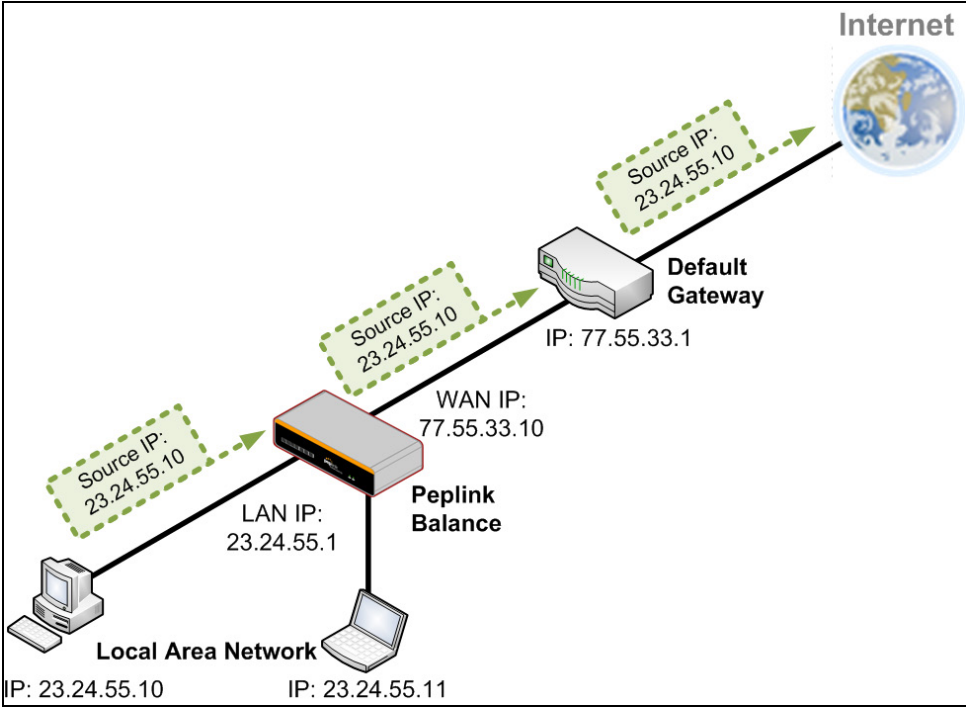 Internet
Source IP:
23.24.55.10
Default
Gateway
Source IP:
23.24.55.10
IP: 77.55.33.1
WAN IP:
77.55.33.10
Source IP:
23.24.55.10
Peplink
Balance
LAN IP:
23.24.55.1
Local Area Network
IP: 23.24.55.10
IP: 23.24.55.11